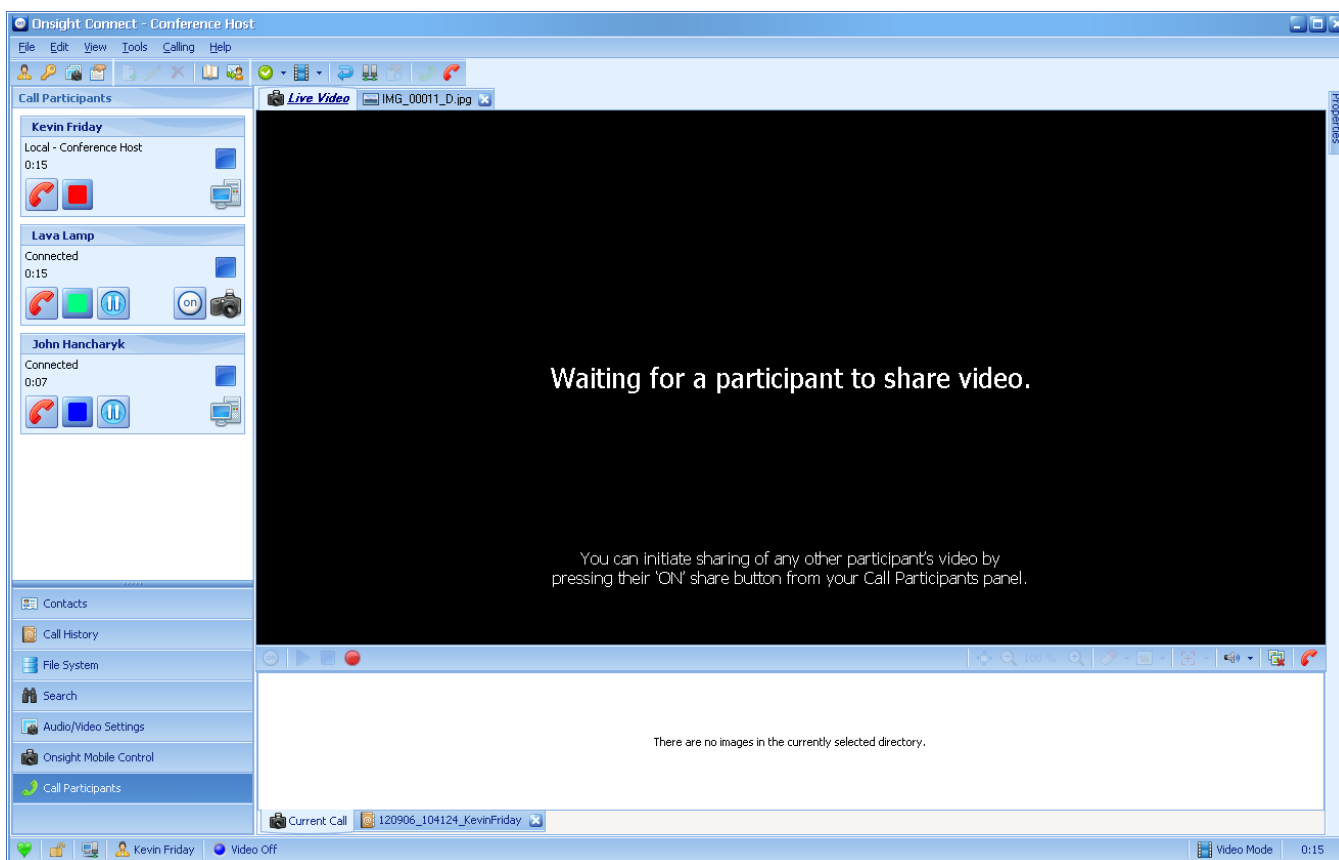 Onsight Connect - Conference Host
File Edit View Tools Calling Help
Call Participants
Live Video IMG_00011_D.jpg
Properties
Kevin Friday
Local - Conference Host
0:15
Lava Lamp
Connected
0:15
on
John Hancharyk
Connected
0:07
Waiting for a participant to share video.
You can initiate sharing of any other participant's video by
pressing their 'ON' share button from your Call Participants panel.
Contacts
Call History
File System
Search
Audio/Video Settings
Onsight Mobile Control
Call Participants
on 100 %
There are no images in the currently selected directory.
Current Call 120906_104124_KevinFriday
Kevin Friday Video Off Video Mode 0:15